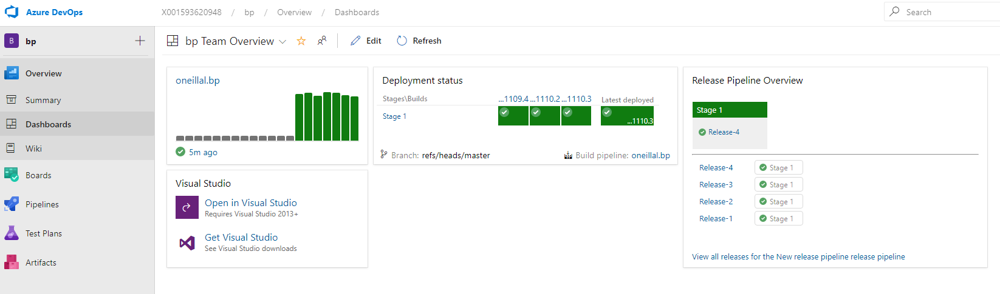 Azure DevOps
X001593620948 / bp / Overview / Dashboards
Search
B bp
Overview
Summary
Dashboards
Wiki
Boards
Pipelines
Test Plans
Artifacts
bp Team Overview
Edit
Refresh
oneillal.bp
5m ago
Visual Studio
Open in Visual Studio
Requires Visual Studio 2013+
Get Visual Studio
See Visual Studio downloads
Deployment status
Stages\Builds ...1109.4 ...1110.2 ...1110.3 Latest deployed
Stage 1
...1110.3
Branch: refs/heads/master
Build pipeline: oneillal.bp
Release Pipeline Overview
Stage 1
Release-4
Release-4 Stage 1
Release-3 Stage 1
Release-2 Stage 1
Release-1 Stage 1
View all releases for the New release pipeline release pipeline